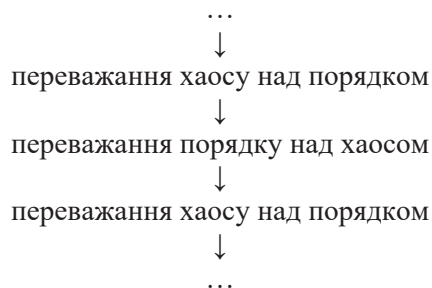 …
↓
переважання хаосу над порядком
↓
переважання порядку над хаосом
↓
переважання хаосу над порядком
↓
…